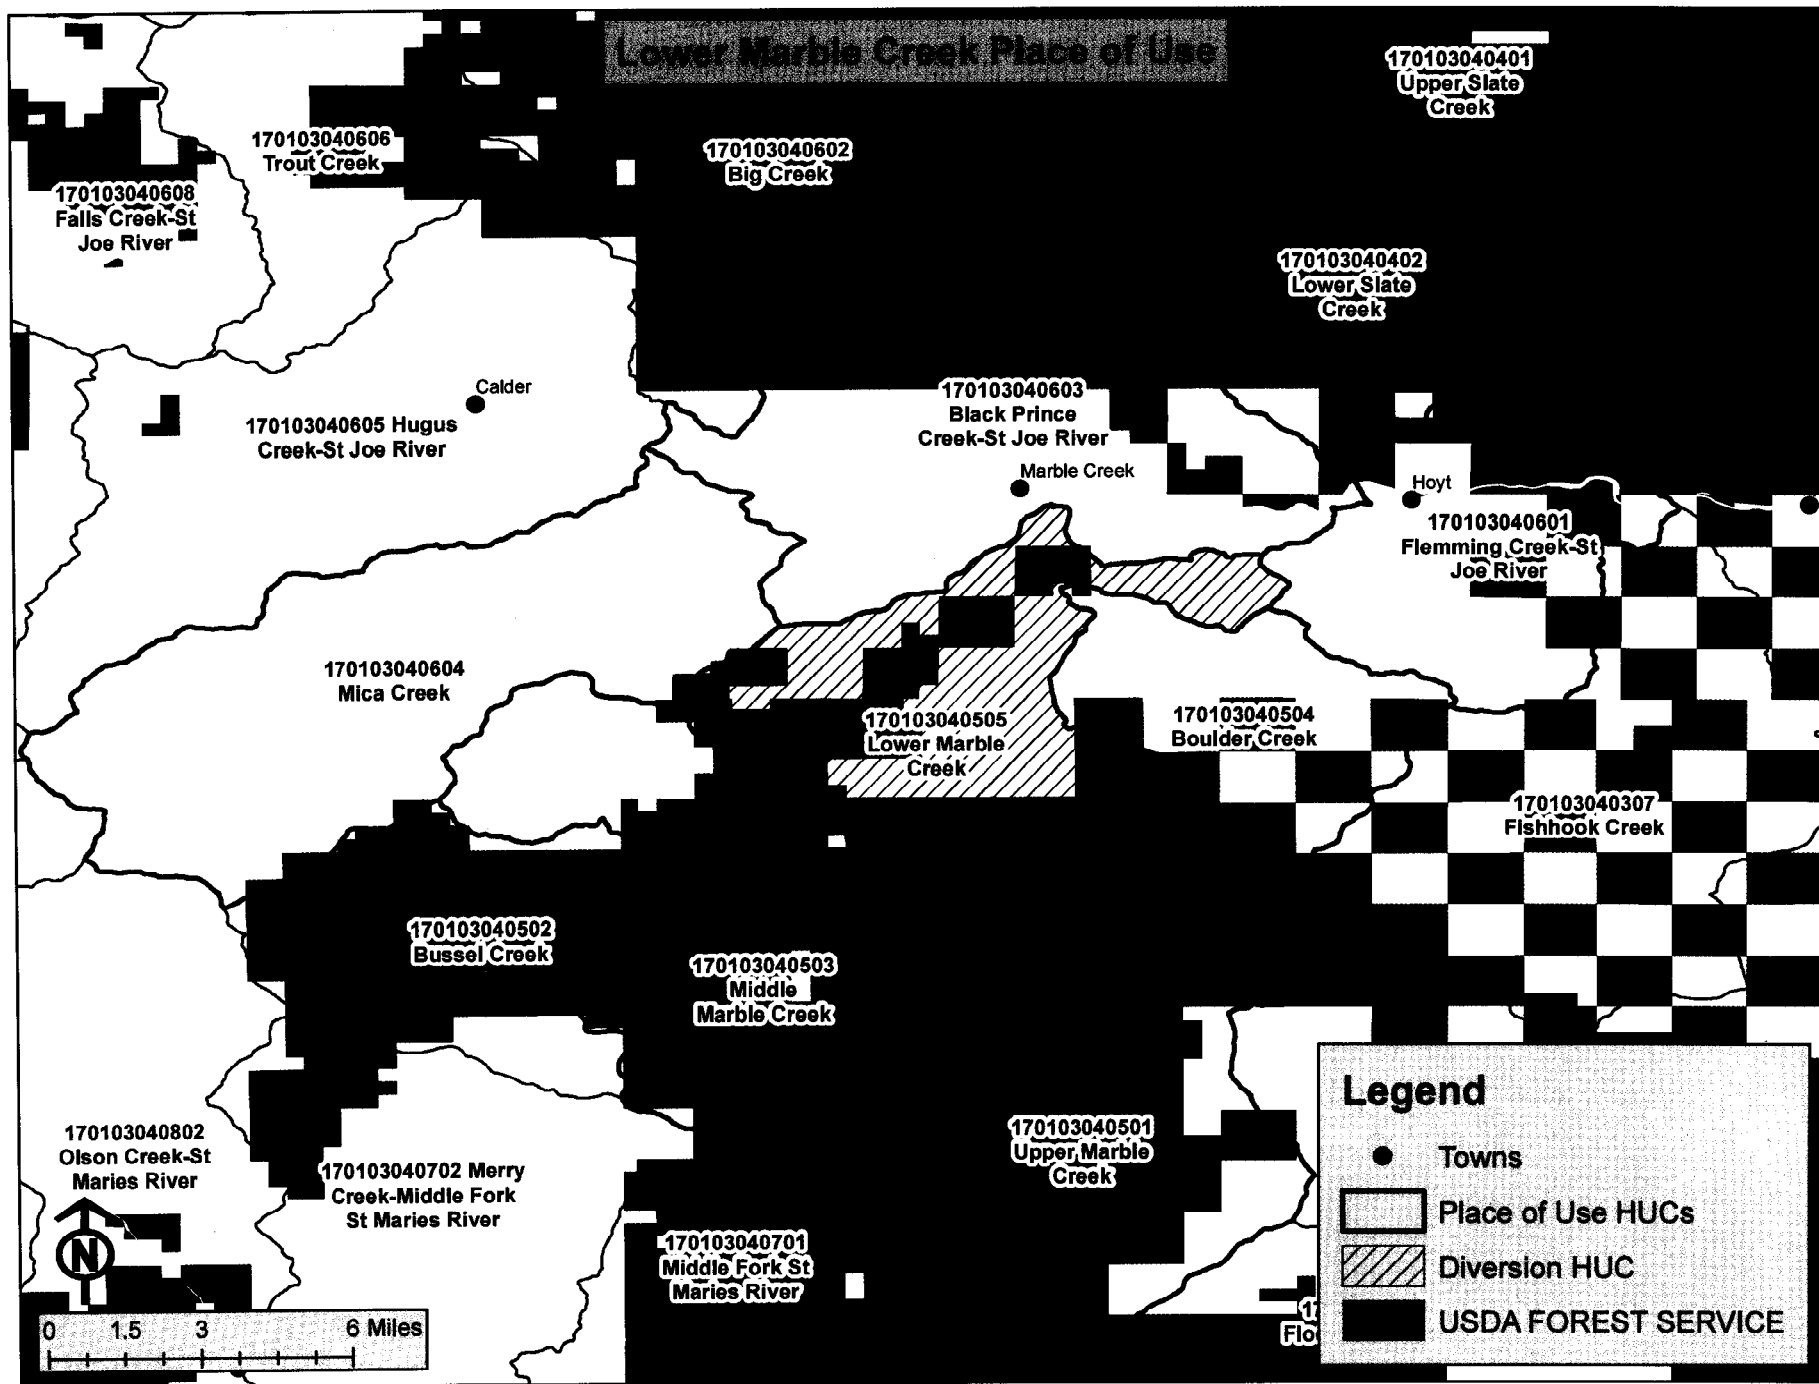 Lower Marble Creek Place of Use
170103040401
Upper Slate
Creek
170103040606
Trout Creek
170103040602
Big Creek
170103040608
Falls Creek-St
Joe River
170103040402
Lower Slate
Creek
Calder
170103040605 Hugus
Creek-St Joe River
170103040603
Black Prince
Creek-St Joe River
Marble Creek
Hoyt
170103040601
Flemming Creek-St
Joe River
170103040604
Mica Creek
170103040505
Lower Marble
Creek
170103040504
Boulder Creek
170103040307
Fishhook Creek
170103040502
Bussel Creek
170103040503
Middle
Marble Creek
170103040802
Olson Creek-St
Maries River
170103040702 Merry
Creek-Middle Fork
St Maries River
170103040501
Upper Marble
Creek
170103040701
Middle Fork St
Maries River
17
Flo
N
0 1.5 3 6 Miles
Legend
Towns
Place of Use HUCs
Diversion HUC
USDA FOREST SERVICE